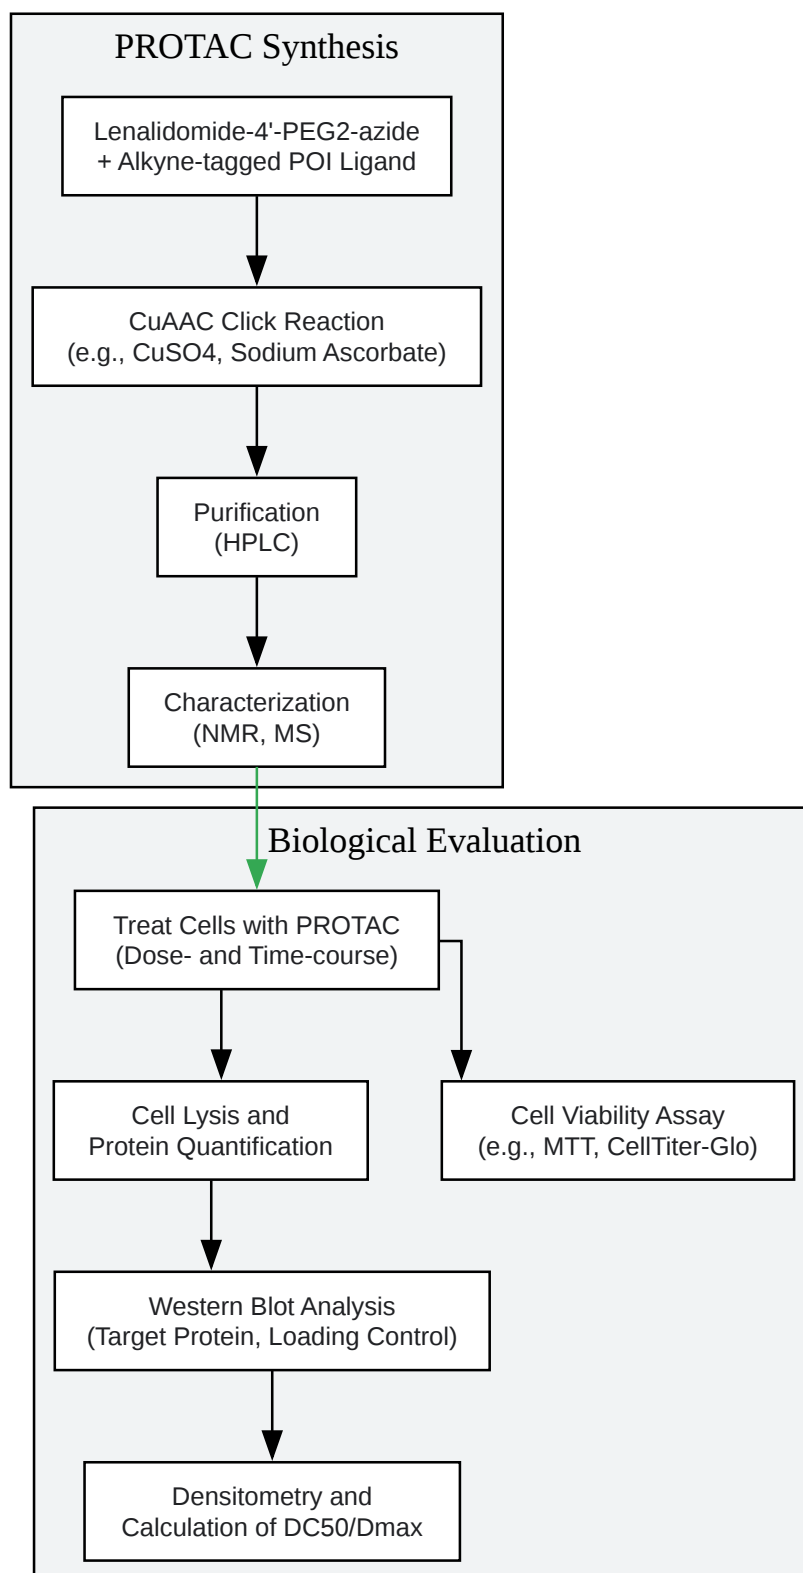 PROTAC Synthesis
Lenalidomide-4'-PEG2-azide
+ Alkyne-tagged POI Ligand
CuAAC Click Reaction
(e.g., CuSO4, Sodium Ascorbate)
Purification
(HPLC)
Characterization
(NMR, MS)
Biological Evaluation
Treat Cells with PROTAC
(Dose- and Time-course)
Cell Lysis and
Protein Quantification
Cell Viability Assay
(e.g., MTT, CellTiter-Glo)
Western Blot Analysis
(Target Protein, Loading Control)
Densitometry and
Calculation of DC50/Dmax